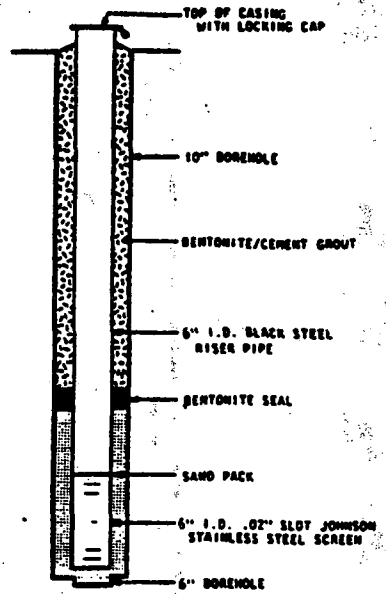 TOP OF CASING
WITH LOCKING CAP
10" BOREHOLE
BENTONITE/CEMENT GROUT
6" I.D. BLACK STEEL
RISER PIPE
BENTONITE SEAL
SAND PACK
6" I.D. .02" SLOT JOHNSON
STAINLESS STEEL SCREEN
6" BOREHOLE